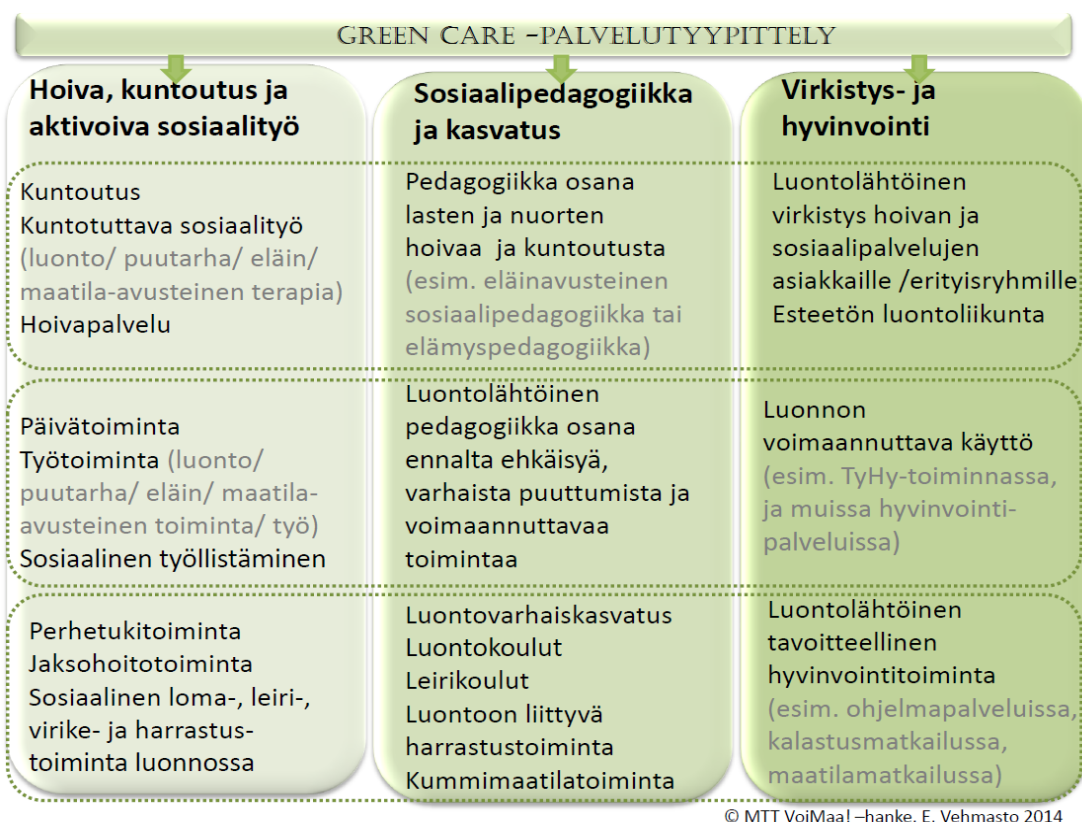 GREEN CARE –PALVELUTYYPITTELY
Hoiva, kuntoutus ja
aktivoiva sosiaalityö
Kuntoutus
Kuntotuttava sosiaalityö
(luonto/ puutarha/ eläin/
maatila-avusteinen terapia)
Hoivapalvelu
Päivätoiminta
Työtoiminta (luonto/
puutarha/ eläin/ maatila-
avusteinen toiminta/ työ)
Sosiaalinen työllistäminen
Perhetukitoiminta
Jaksohoitotoiminta
Sosiaalinen loma-, leiri-,
virike- ja harrastus-
toiminta luonnossa
Sosiaalipedagogiikka
ja kasvatus
Pedagogiikka osana
lasten ja nuorten
hoivaa ja kuntoutusta
(esim. eläinavusteinen
sosiaalipedagogiikka tai
elämyspedagogiikka)
Luontolähtöinen
pedagogiikka osana
ennalta ehkäisyä,
varhaista puuttumista ja
voimaannuttavaa
toimintaa
Luontovarhaiskasvatus
Luontokoulut
Leirikoulut
Luontoon liittyvä
harrastustoiminta
Kummimaatilatoiminta
Virkistys- ja
hyvinvointi
Luontolähtöinen
virkistys hoivan ja
sosiaalipalvelujen
asiakkaille /erityisryhmille
Esteetön luontoliikunta
Luonnon
voimaannuttava käyttö
(esim. TyHy-toiminnassa,
ja muissa hyvinvointi-
palveluissa)
Luontolähtöinen
tavoitteellinen
hyvinvointitoiminta
(esim. ohjelmapalveluissa,
kalastusmatkailussa,
maatilamatkailussa)
© MTT VoiMaa! –hanke, E. Vehmasto 2014